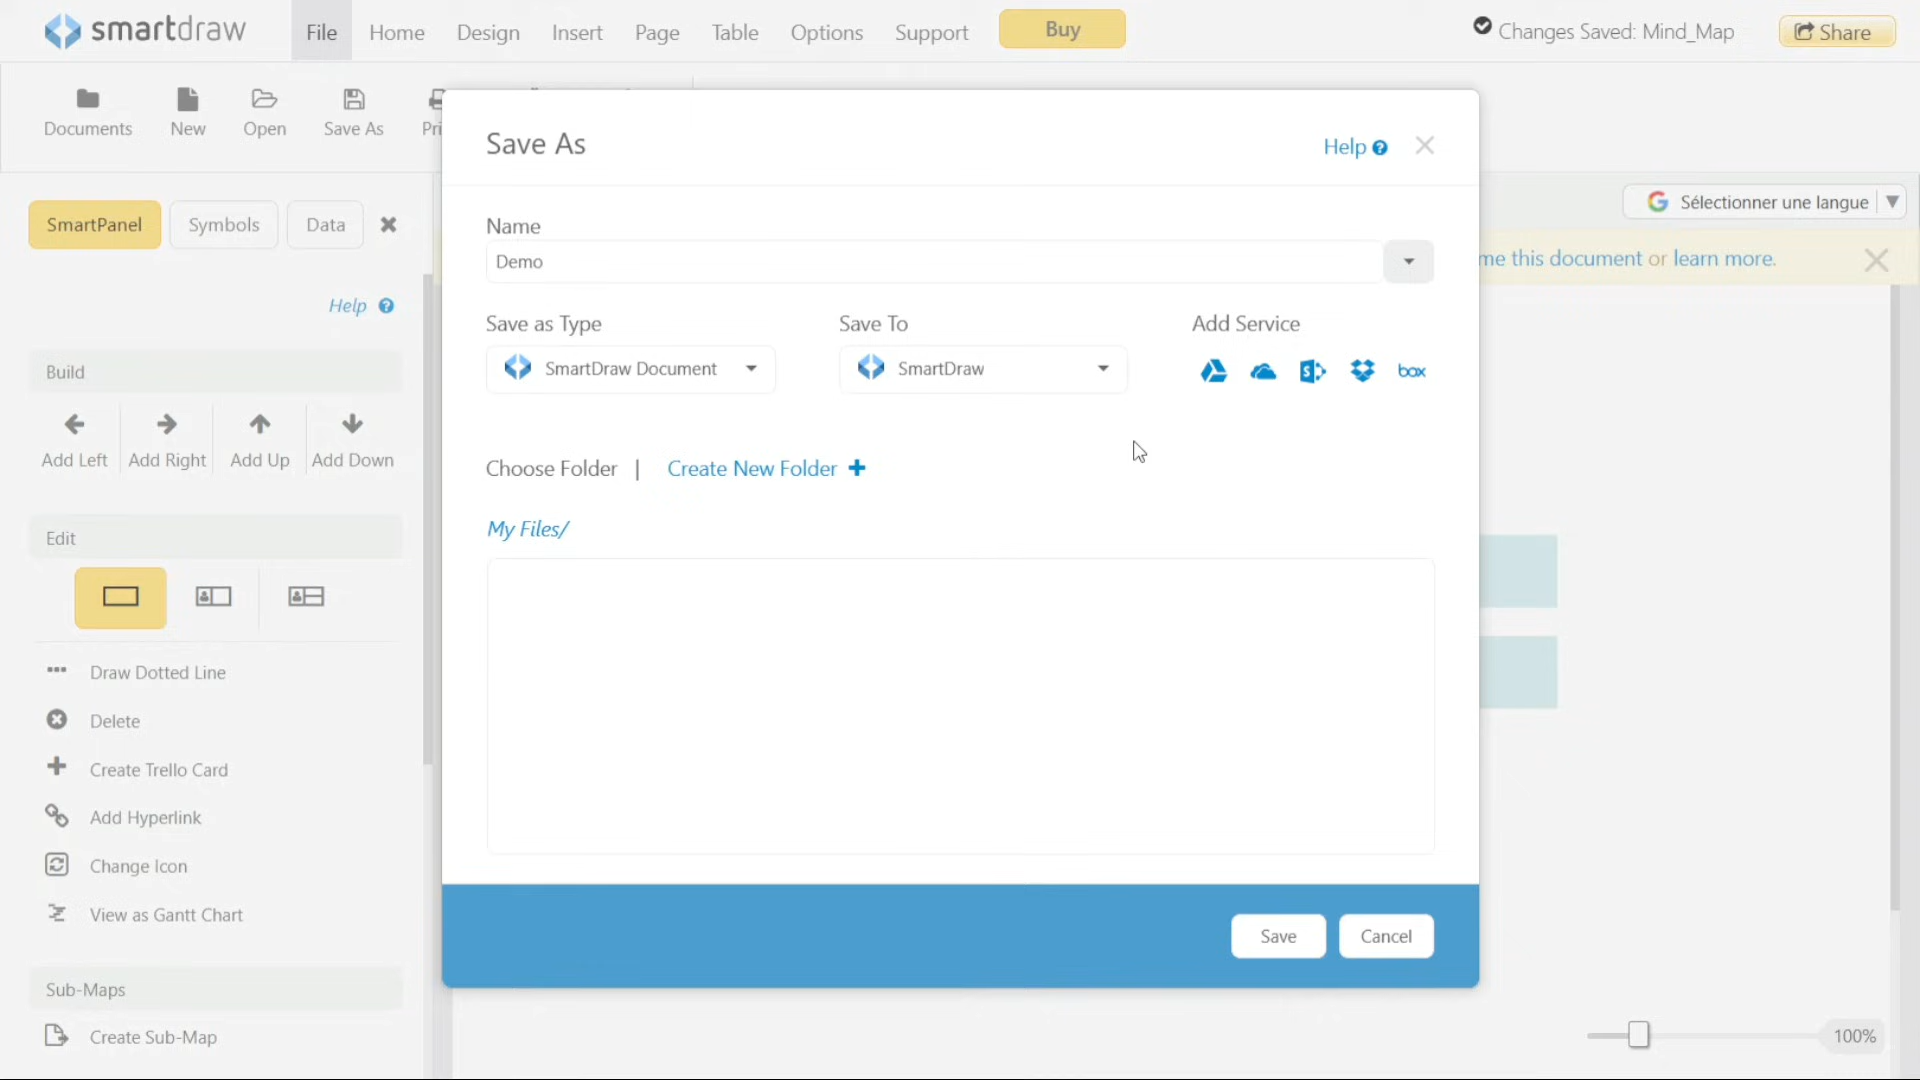 smartdraw File Home Design Insert Page Table Options Support Buy Changes Saved: Mind_Map Share
Documents New Open Save As Pri
Save As Help
SmartPanel Symbols Data
Sélectionner une langue
Name
Demo
me this document or learn more.
Help
Save as Type Save To Add Service
SmartDraw Document SmartDraw box
Build
Add Left Add Right Add Up Add Down
Choose Folder | Create New Folder
My Files/
Edit
Draw Dotted Line
Delete
Create Trello Card
Add Hyperlink
Change Icon
View as Gantt Chart
Save Cancel
Sub-Maps
Create Sub-Map
100%